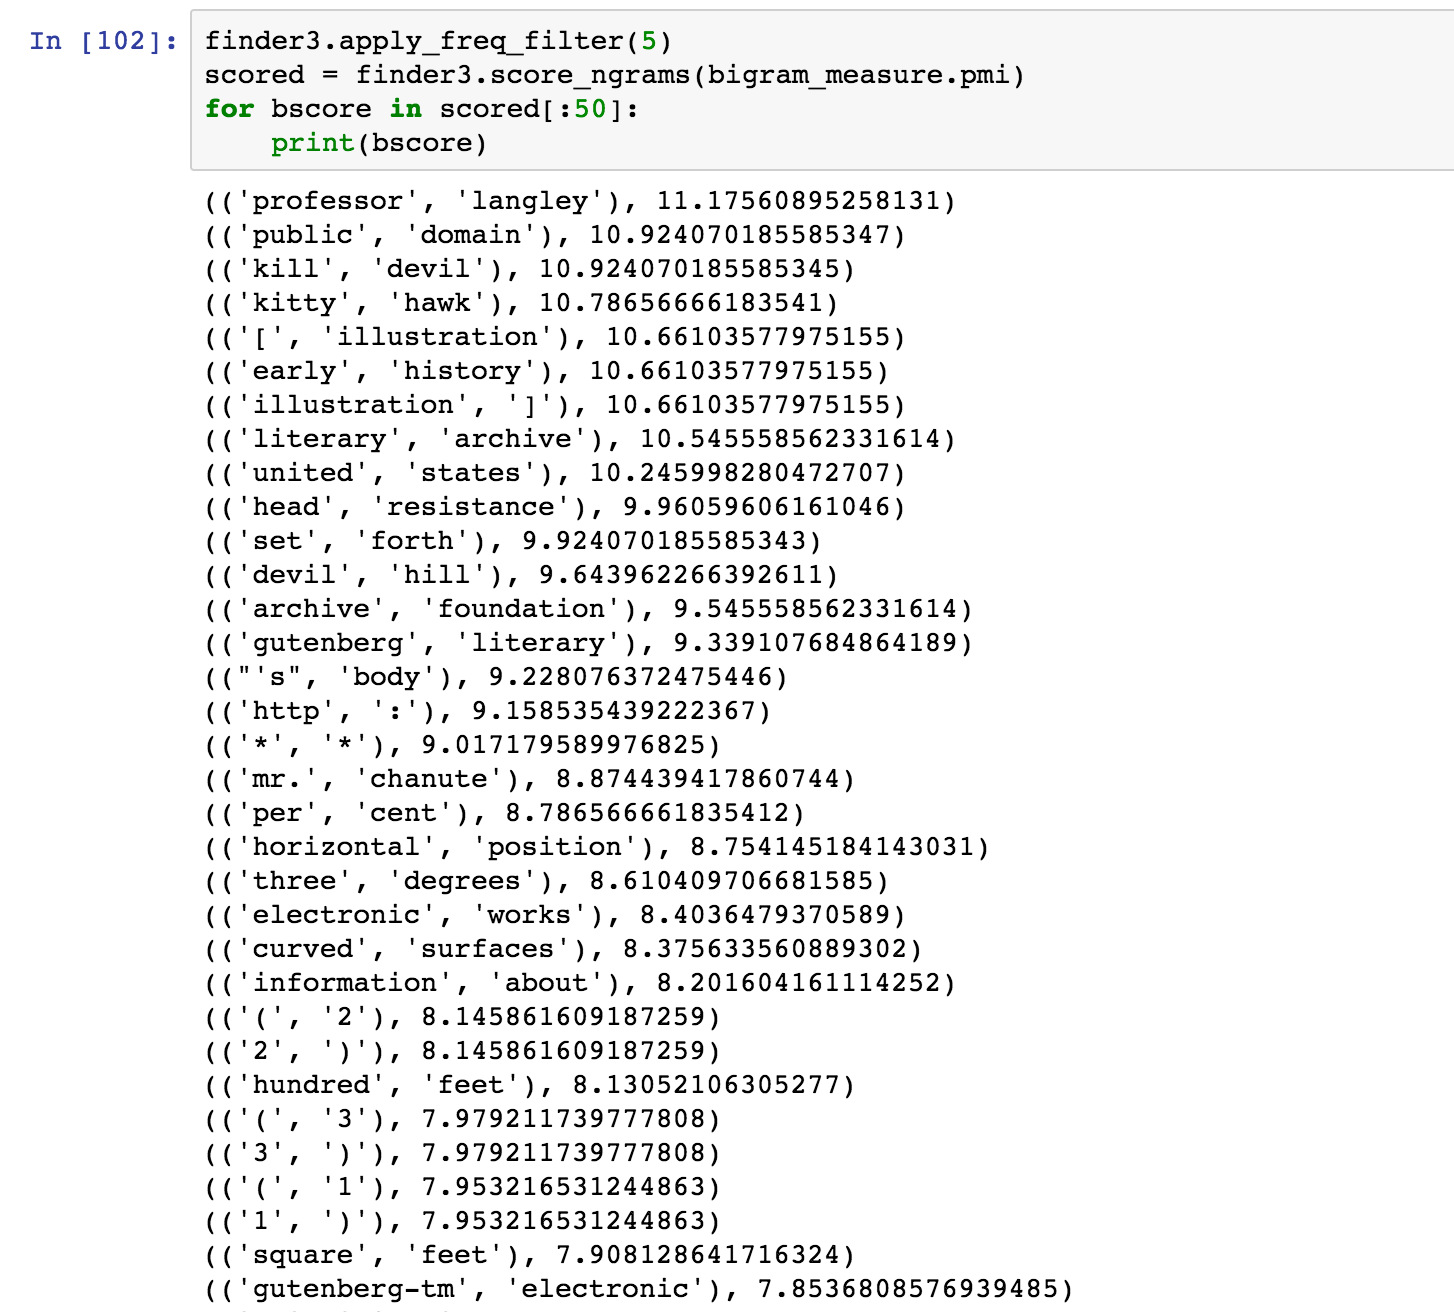 In [102]: finder3.apply_freq_filter(5)
scored = finder3.score_ngrams(bigram_measure.pmi)
for bscore in scored[:50]:
    print(bscore)
(('professor', 'langley'), 11.17560895258131)
(('public', 'domain'), 10.924070185585347)
(('kill', 'devil'), 10.924070185585345)
(('kitty', 'hawk'), 10.78656666183541)
(('[', 'illustration'), 10.66103577975155)
(('early', 'history'), 10.66103577975155)
(('illustration', ']'), 10.66103577975155)
(('literary', 'archive'), 10.545558562331614)
(('united', 'states'), 10.245998280472707)
(('head', 'resistance'), 9.96059606161046)
(('set', 'forth'), 9.924070185585343)
(('devil', 'hill'), 9.643962266392611)
(('archive', 'foundation'), 9.545558562331614)
(('gutenberg', 'literary'), 9.339107684864189)
(("'s", 'body'), 9.228076372475446)
(('http', ':'), 9.158535439222367)
(('*', '*'), 9.017179589976825)
(('mr.', 'chanute'), 8.874439417860744)
(('per', 'cent'), 8.786566661835412)
(('horizontal', 'position'), 8.754145184143031)
(('three', 'degrees'), 8.610409706681585)
(('electronic', 'works'), 8.4036479370589)
(('curved', 'surfaces'), 8.375633560889302)
(('information', 'about'), 8.201604161114252)
(('(', '2'), 8.145861609187259)
(('2', ')'), 8.145861609187259)
(('hundred', 'feet'), 8.13052106305277)
(('(', '3'), 7.979211739777808)
(('3', ')'), 7.979211739777808)
(('(', '1'), 7.953216531244863)
(('1', ')'), 7.953216531244863)
(('square', 'feet'), 7.908128641716324)
(('gutenberg-tm', 'electronic'), 7.8536808576939485)